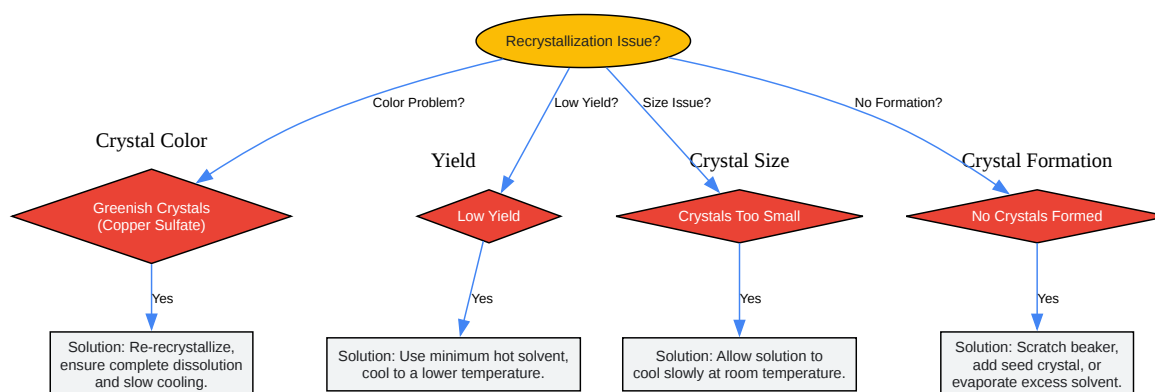 Recrystallization Issue?
Color Problem?
Low Yield?
Size Issue?
No Formation?
Crystal Color
Yield
Crystal Size
Crystal Formation
Greenish Crystals
(Copper Sulfate)
Low Yield
Crystals Too Small
No Crystals Formed
Yes
Yes
Yes
Yes
Solution: Re-recrystallize,
ensure complete dissolution
and slow cooling.
Solution: Use minimum hot solvent,
cool to a lower temperature.
Solution: Allow solution to
cool slowly at room temperature.
Solution: Scratch beaker,
add seed crystal, or
evaporate excess solvent.